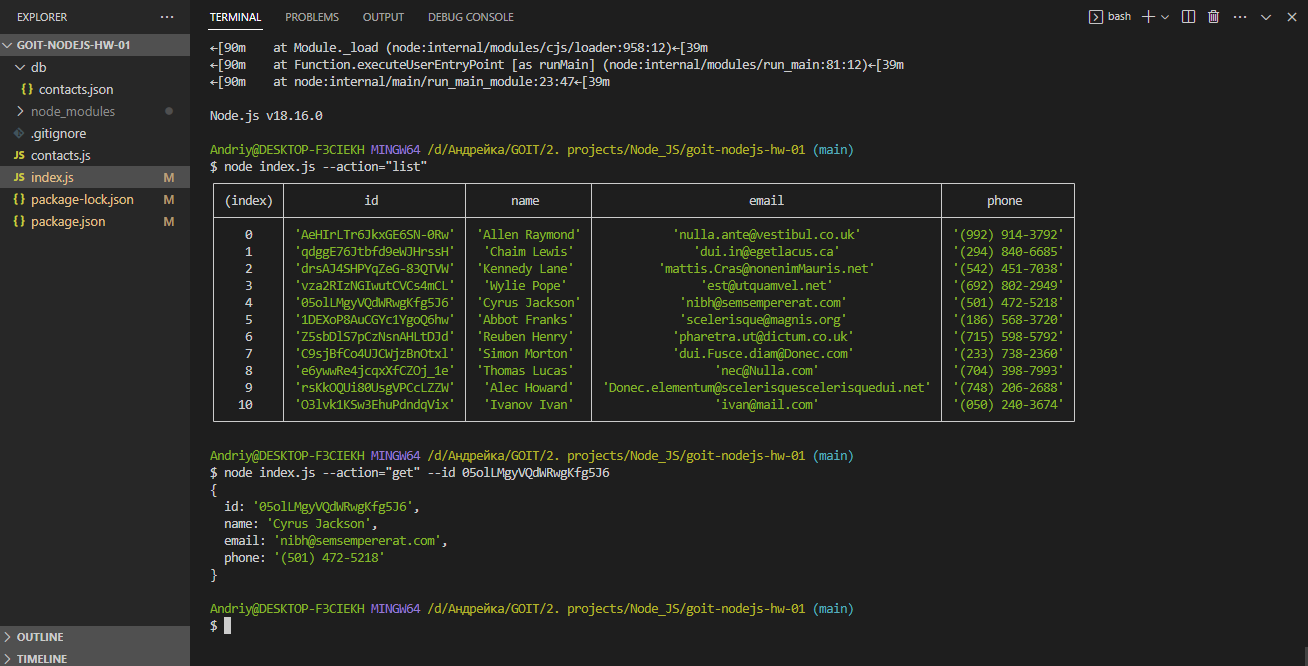 EXPLORER
GOIT-NODEJS-HW-01
db
{} contacts.json
node_modules
.gitignore
JS contacts.js
JS index.js M
{} package-lock.json M
{} package.json M
OUTLINE
TIMELINE
TERMINAL PROBLEMS OUTPUT DEBUG CONSOLE bash
←[90m    at Module._load (node:internal/modules/cjs/loader:958:12)←[39m
←[90m    at Function.executeUserEntryPoint [as runMain] (node:internal/modules/run_main:81:12)←[39m
←[90m    at node:internal/main/run_main_module:23:47←[39m
Node.js v18.16.0
Andriy@DESKTOP-F3CIEKH MINGW64 /d/Андрейка/GOIT/2. projects/Node_JS/goit-nodejs-hw-01 (main)
$ node index.js --action="list"
(index) id name email phone
0 'AeHIrLTr6JkxGE6SN-0Rw' 'Allen Raymond' 'nulla.ante@vestibul.co.uk' '(992) 914-3792'
1 'qdggE76Jtbfd9eWJHrssH' 'Chaim Lewis' 'dui.in@egetlacus.ca' '(294) 840-6685'
2 'drsAJ4SHPYqZeG-83QTVW' 'Kennedy Lane' 'mattis.Cras@nonenimMauris.net' '(542) 451-7038'
3 'vza2RIzNGIwutCVCs4mCL' 'Wylie Pope' 'est@utquamvel.net' '(692) 802-2949'
4 '05olLMgyVQdWRwgKfg5J6' 'Cyrus Jackson' 'nibh@semsempererat.com' '(501) 472-5218'
5 '1DEXoP8AuCGYc1YgoQ6hw' 'Abbot Franks' 'scelerisque@magnis.org' '(186) 568-3720'
6 'Z5sbDlS7pCzNsnAHLtDJd' 'Reuben Henry' 'pharetra.ut@dictum.co.uk' '(715) 598-5792'
7 'C9sjBfCo4UJCWjzBnOtxl' 'Simon Morton' 'dui.Fusce.diam@Donec.com' '(233) 738-2360'
8 'e6ywwRe4jcqxXfCZOj_1e' 'Thomas Lucas' 'nec@Nulla.com' '(704) 398-7993'
9 'rsKkOQUi80UsgVPCcLZZW' 'Alec Howard' 'Donec.elementum@scelerisquescelerisquedui.net' '(748) 206-2688'
10 'O3lvk1KSw3EhuPdndqVix' 'Ivanov Ivan' 'ivan@mail.com' '(050) 240-3674'
Andriy@DESKTOP-F3CIEKH MINGW64 /d/Андрейка/GOIT/2. projects/Node_JS/goit-nodejs-hw-01 (main)
$ node index.js --action="get" --id 05olLMgyVQdWRwgKfg5J6
{
  id: '05olLMgyVQdWRwgKfg5J6',
  name: 'Cyrus Jackson',
  email: 'nibh@semsempererat.com',
  phone: '(501) 472-5218'
}
Andriy@DESKTOP-F3CIEKH MINGW64 /d/Андрейка/GOIT/2. projects/Node_JS/goit-nodejs-hw-01 (main)
$